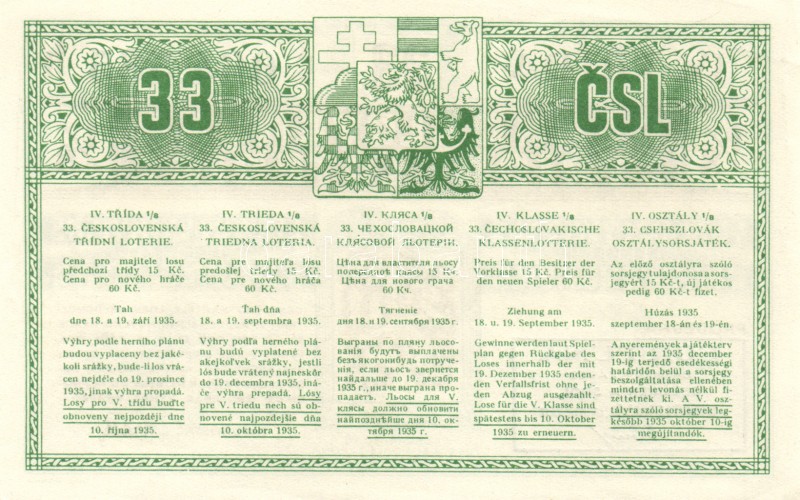 33
ČSL
IV. TŘÍDA 1/8
33. ČESKOSLOVENSKÁ
TŘÍDNÍ LOTERIE.
Cena pro majitele losu
předchozí třídy 15 Kč.
Cena pro nového hráče
60 Kč.
Tah
dne 18. a 19. září 1935.
Výhry podle herního plánu
budou vyplaceny bez jaké-
koli srážky, bude-li los vrá-
cen nejdéle do 19. prosince
1935, jinak výhra propadá.
Losy pro V. třídu buďte
obnoveny nejpozději dne
10. října 1935.
IV. TRIEDA 1/8
33. ČESKOSLOVENSKÁ
TRIEDNA LOTERIA.
Cena pre majitele losu
predošlej triedy 15 Kč.
Cena pre nového hráča
60 Kč.
Tah dňa
18. a 19. septembra 1935.
Výhry podľa herného plá-
nu budú vyplatené bez
akejkoľvek srážky, jestli
los bude vrátený najneskôr
do 19. decembra 1935, iná-
če výhra prepadá. Losy
pre V. triedu nech sú ob-
novené najpozdejšie dňa
10. októbra 1935.
IV. КЛЯСА 1/8
33. ЧЕХОСЛОВАЦКОЙ
КЛЯСОВОЙ ЛЬОТЕРІИ.
Цѣна для властителя льосу
попередной клясы 15 Кч.
Цѣна для нового грача
60 Кч.
Тягненіе
дня 18. и 19. сентября 1935 г.
Выграны по пляну льосо-
вания будуть выплачены
безъ якогонибудь потруче-
нія, если льосъ звернется
найдальше до 19. декабря
1935 г., иначе выграна про-
падаетъ. Льосы для V.
клясы должно обновити
найпозднѣйше дня 10. ок-
тября 1935 г.
IV. KLASSE 1/8
33. ČECHOSLOVAKISCHE
KLASSENLOTTERIE.
Preis für den Besitzer der
Vorklasse 15 Kč. Preis für
den neuen Spieler 60 Kč.
Ziehung am
18. u. 19. September 1935.
Gewinne werden laut Spiel-
plan gegen Rückgabe des
Loses innerhalb der mit
19. Dezember 1935 enden-
den Verfallsfrist ohne je-
den Abzug ausgezahlt.
Lose für die V. Klasse sind
spätestens bis 10. Oktober
1935 zu erneuern.
IV. OSZTÁLY 1/8
33. CSEHSZLOVÁK
OSZTÁLYSORSJÁTÉK.
Az előző osztályra szóló
sorsjegy tulajdonosa a sors-
jegyért 15 Kč-t, új játékos
pedig 60 Kč-t fizet.
Húzás 1935
szeptember 18-án és 19-én.
A nyeremények a játékterv
szerint az 1935 december
19-ig terjedő esedékességi
határidőn belül a sorsjegy
beszolgáltatása ellenében
minden levonás nélkül fi-
zettetnek ki. A V. osz-
tályra szóló sorsjegyek leg-
később 1935 október 10-ig
megújítandók.